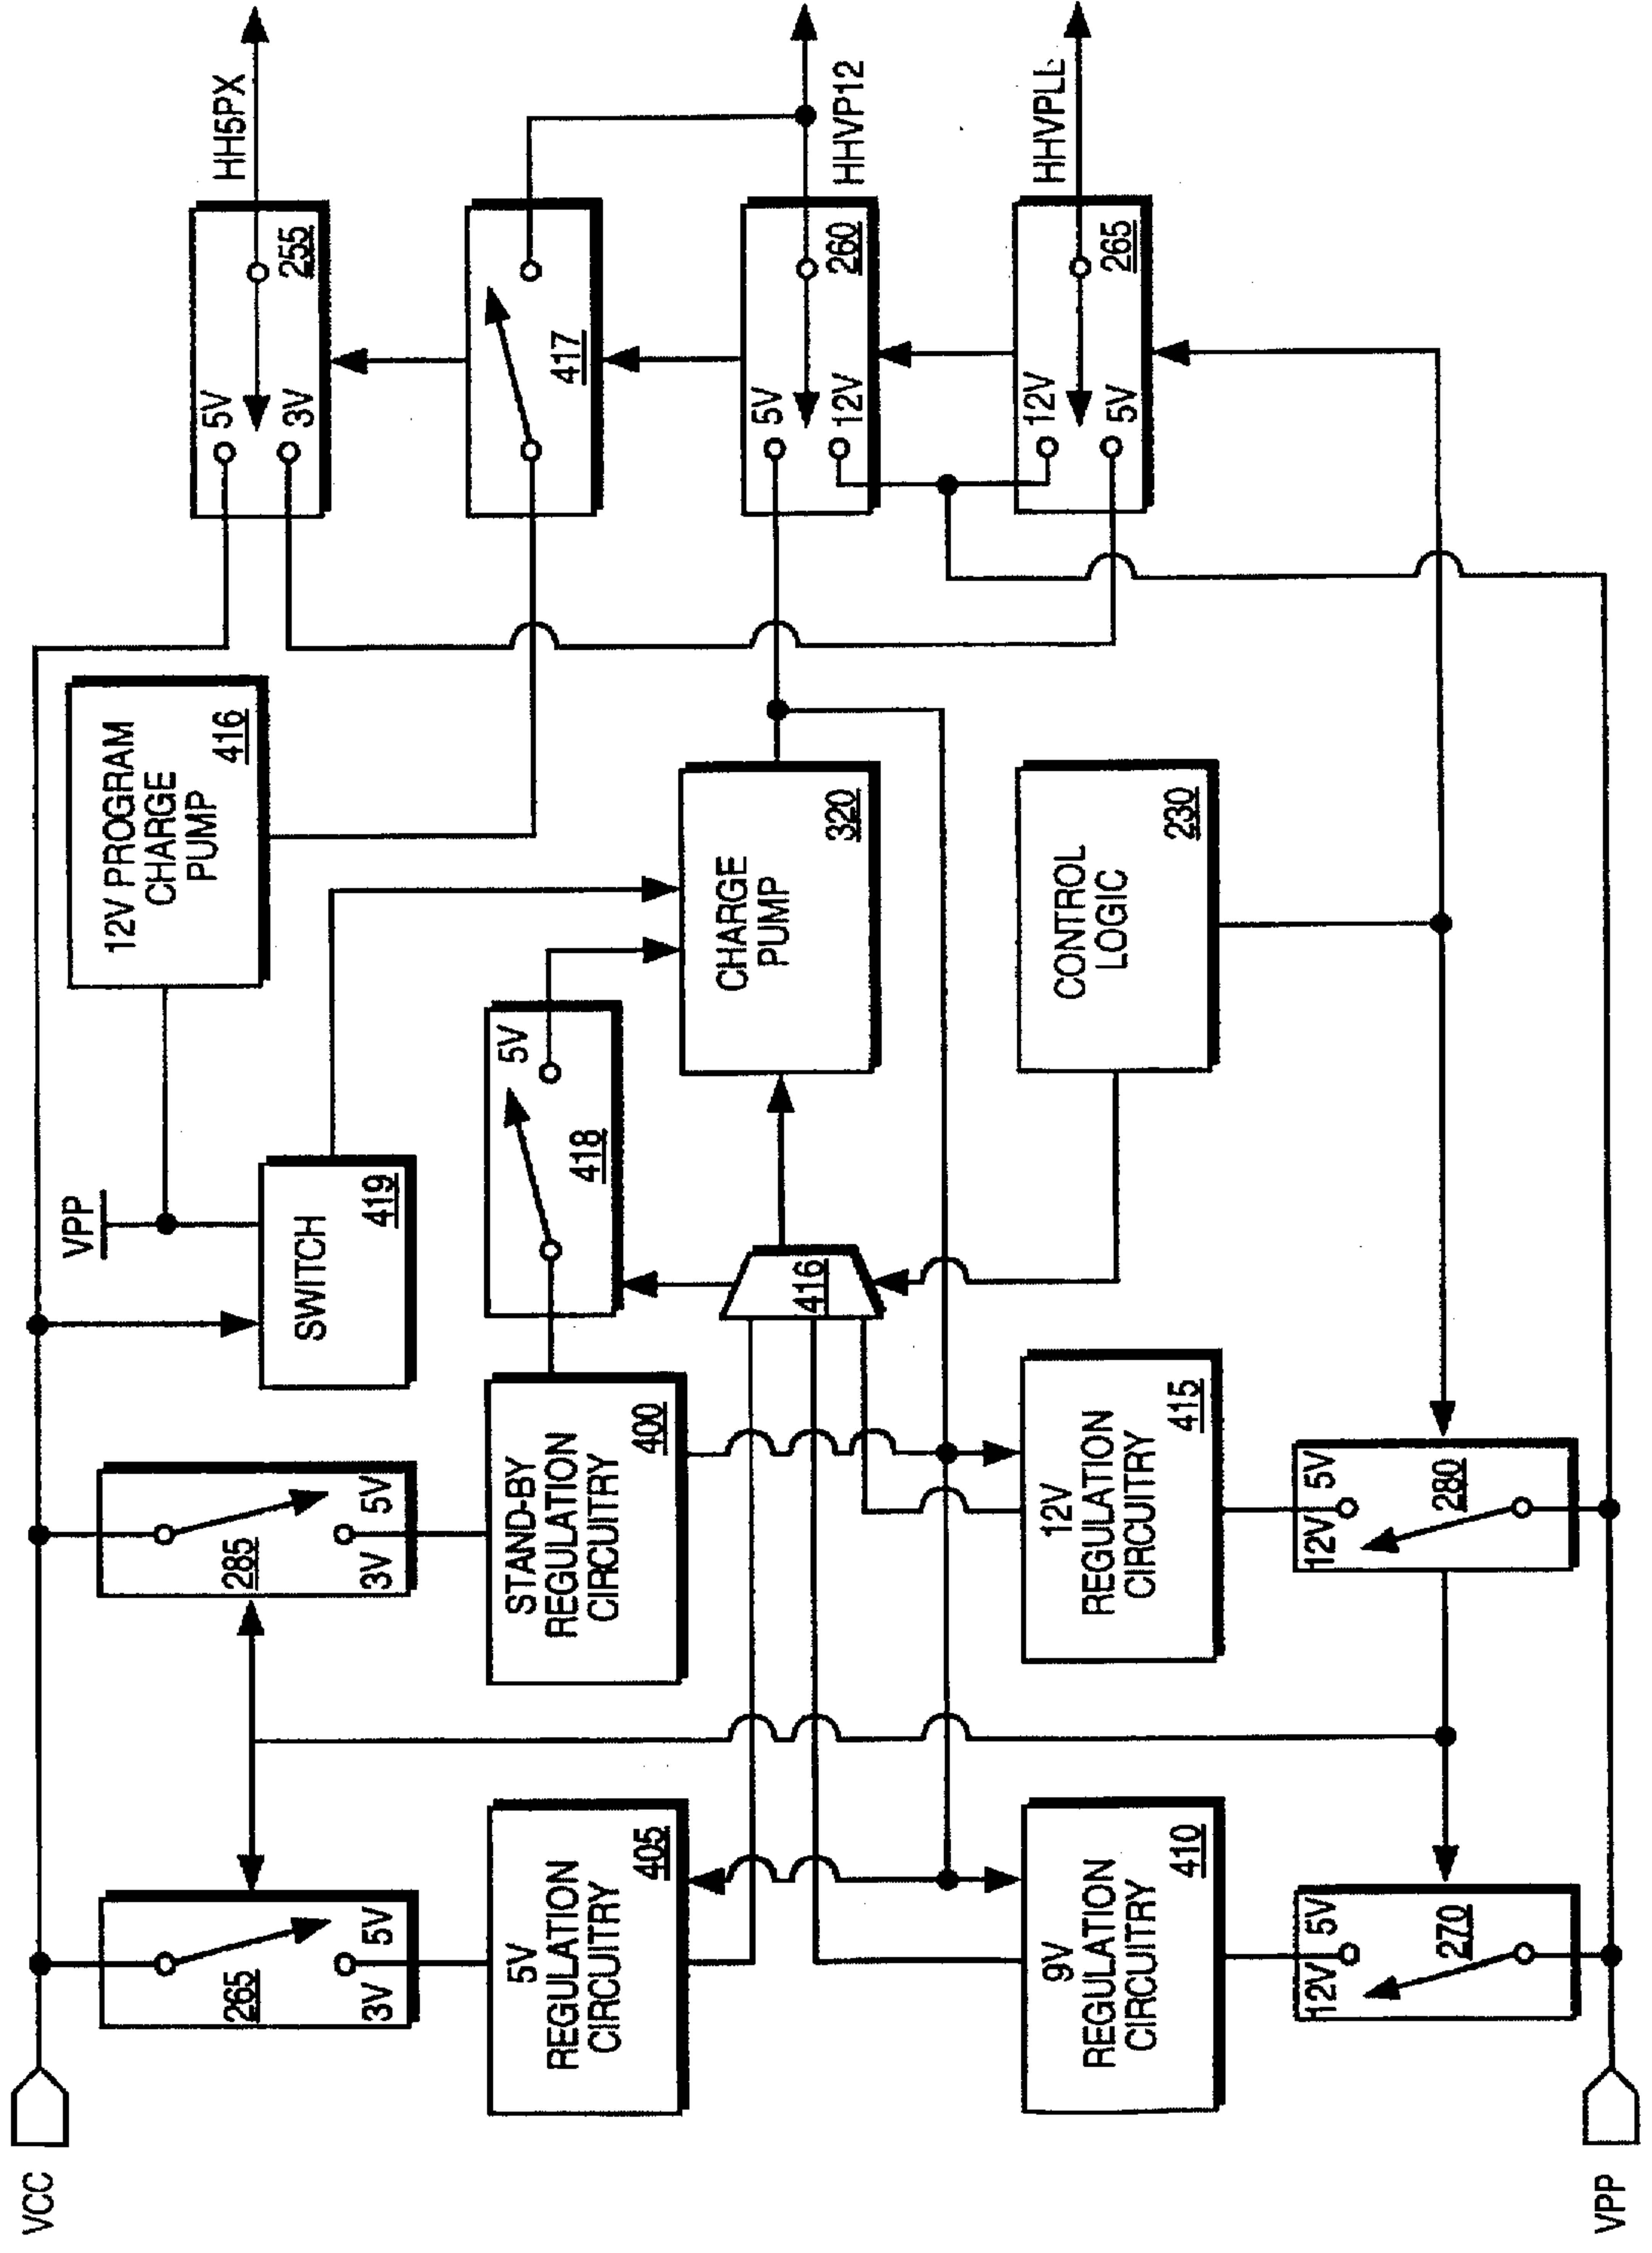 VCC
265
3V 5V
285
3V 5V
SWITCH
419
VPP
12V PROGRAM
CHARGE
PUMP
416
5V
3V
255
HH5PX
5V
REGULATION
CIRCUITRY
405
STAND-BY
REGULATION
CIRCUITRY
400
418
5V
417
416
CHARGE
PUMP
320
5V
12V
260
HHVP12
9V
REGULATION
CIRCUITRY
410
12V
REGULATION
CIRCUITRY
415
CONTROL
LOGIC
230
12V
5V
265
HHVPLL
12V 5V
270
12V 5V
280
VPP